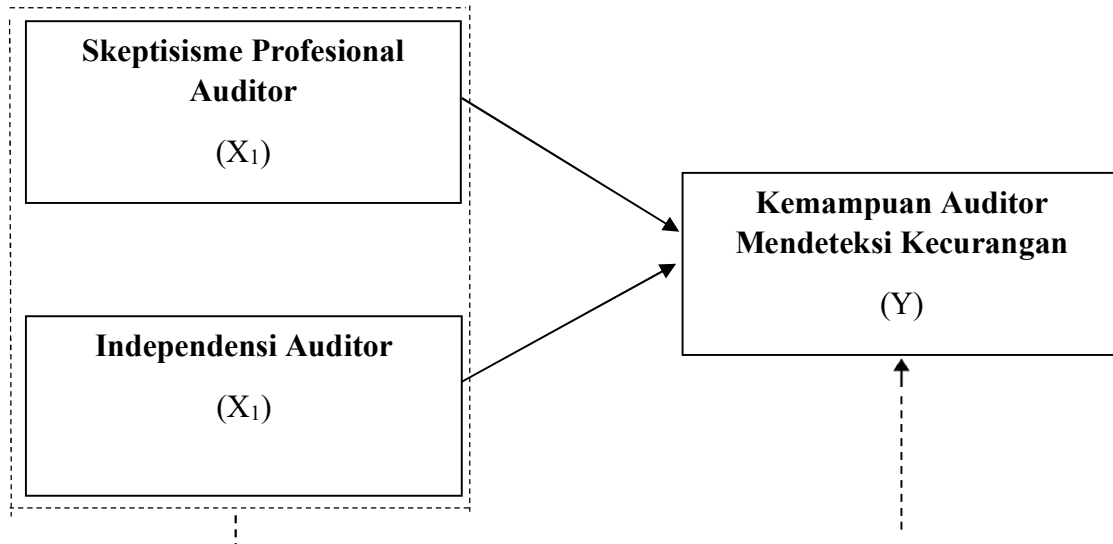 Skeptisisme Profesional
Auditor
(X₁)
Kemampuan Auditor
Mendeteksi Kecurangan
(Y)
Independensi Auditor
(X₁)